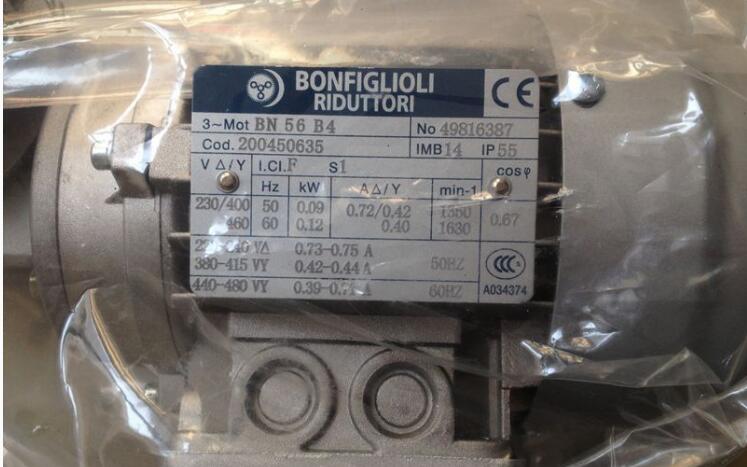 BONFIGLIOLI
RIDUTTORI
CE
3~Mot BN 56 B4 No 49816387
Cod. 200450635 IMB14 IP 55
V Δ/Y I.Cl.F S1 cosφ
Hz kW A Δ/Y min-1
230/400 50 0.09 0.72/0.42 1350 0.67
460 60 0.12 0.40 1630
VΔ 0.73-0.75 A
380-415 VY 0.42-0.44 A 50HZ
440-480 VY A 60HZ
CCC S
A034374